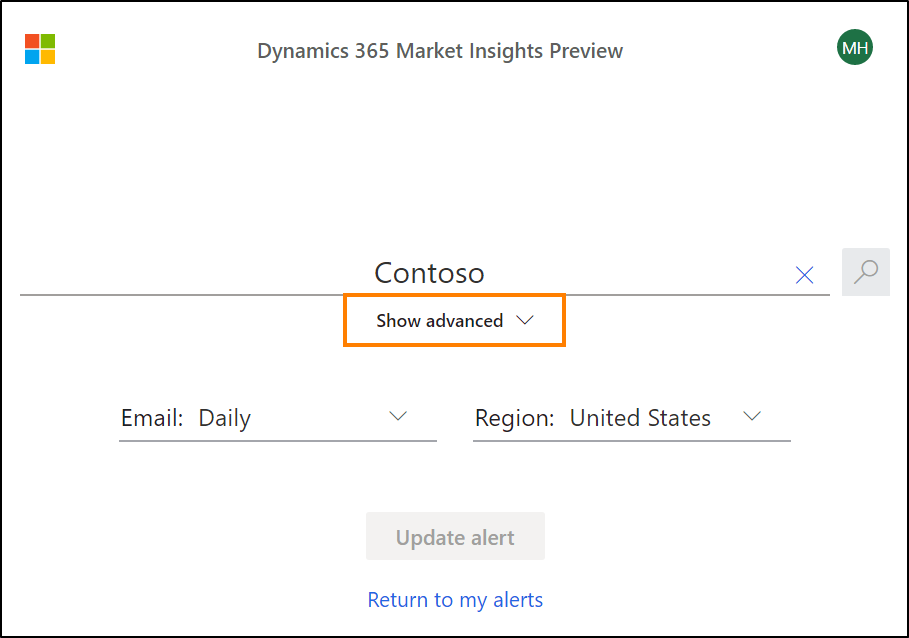 Dynamics 365 Market Insights Preview
MH
Contoso
Show advanced
Email: Daily
Region: United States
Update alert
Return to my alerts